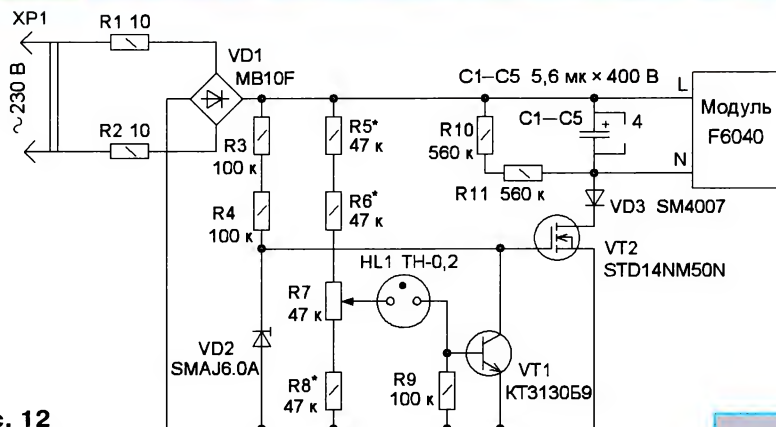 XP1
R1 10
VD1
MB10F
~230 В
R2 10
C1–C5 5,6 мк × 400 В
L
C1–C5
+
4
Модуль
F6040
N
R3
100 к
R5*
47 к
R10
560 к
R11 560 к
R4
100 к
R6*
47 к
VD3 SM4007
HL1 ТН-0,2
VT2
STD14NM50N
R7
47 к
VD2
SMAJ6.0A
R8*
47 к
R9
100 к
VT1
КТ3130Б9
с. 12